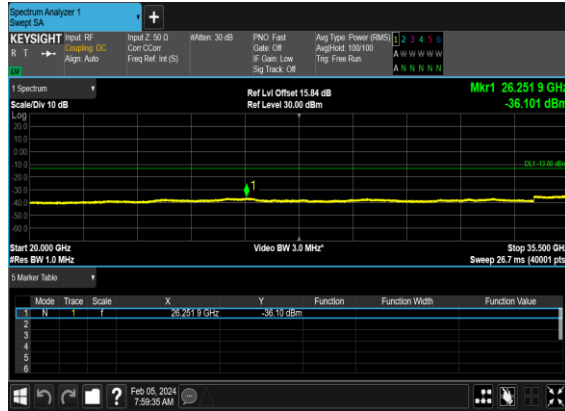 Spectrum Analyzer 1
Swept SA
+
KEYSIGHT Input: RF Input Z: 50 Ω #Atten: 30 dB PNO: Fast Avg Type: Power (RMS) 1 2 3 4 5 6
R T Coupling: DC Corr CCorr Gate: Off Avg|Hold: 100/100 A W W W W W
Align: Auto Freq Ref: Int (S) IF Gain: Low Trig: Free Run
Sig Track: Off A N N N N N
1 Spectrum Ref Lvl Offset 15.84 dB Mkr1 26.251 9 GHz
Scale/Div 10 dB Ref Level 30.00 dBm -36.101 dBm
Log
20.0
10.0
0.00
-10.0 DL1 -13.00 dBm
-20.0
-30.0 1
-40.0
-50.0
-60.0
Start 20.000 GHz Video BW 3.0 MHz* Stop 35.500 GHz
#Res BW 1.0 MHz Sweep 26.7 ms (40001 pts)
5 Marker Table
Mode Trace Scale X Y Function Function Width Function Value
1 N 1 f 26.251 9 GHz -36.10 dBm
2
3
4
5
6
? Feb 05, 2024
7:59:35 AM